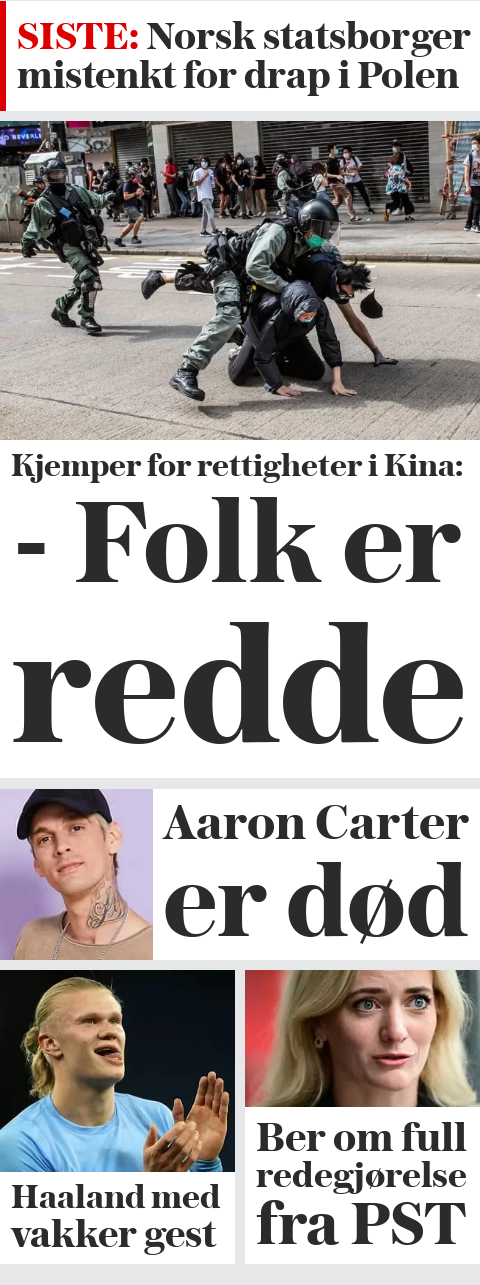 SISTE: Norsk statsborger
mistenkt for drap i Polen
Kjemper for rettigheter i Kina:
- Folk er
redde
Aaron Carter
er død
Haaland med
vakker gest
Ber om full
redegjørelse
fra PST